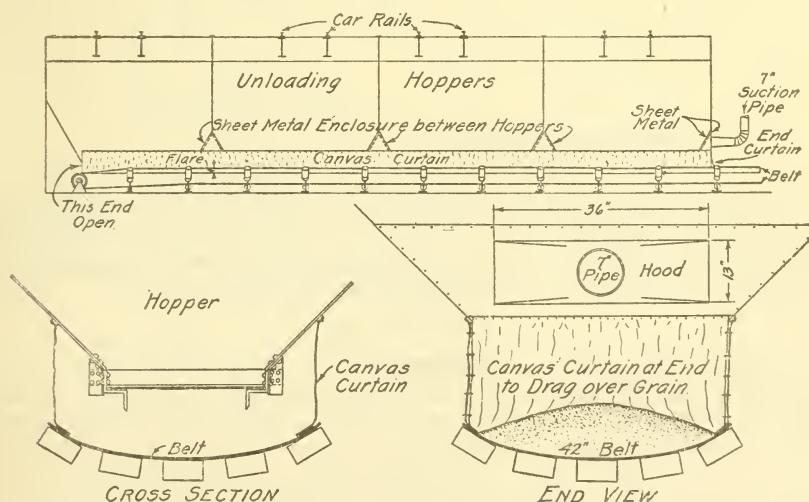 Car Rails
Unloading Hoppers
7"
Suction
Pipe
Sheet
Metal
Sheet Metal Enclosure between Hoppers
End
Curtain
Flare
Canvas Curtain
Belt
This End
Open
36"
7"
Pipe
Hood
13"
Hopper
Canvas
Curtain
Canvas Curtain at End
to Drag over Grain
Belt
42" Belt
CROSS SECTION
END VIEW